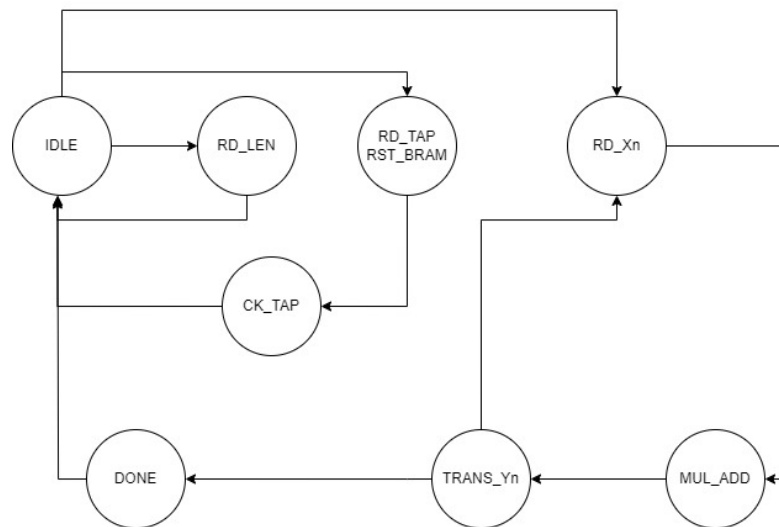 IDLE
RD_LEN
RD_TAP
RST_BRAM
RD_Xn
CK_TAP
DONE
TRANS_Yn
MUL_ADD